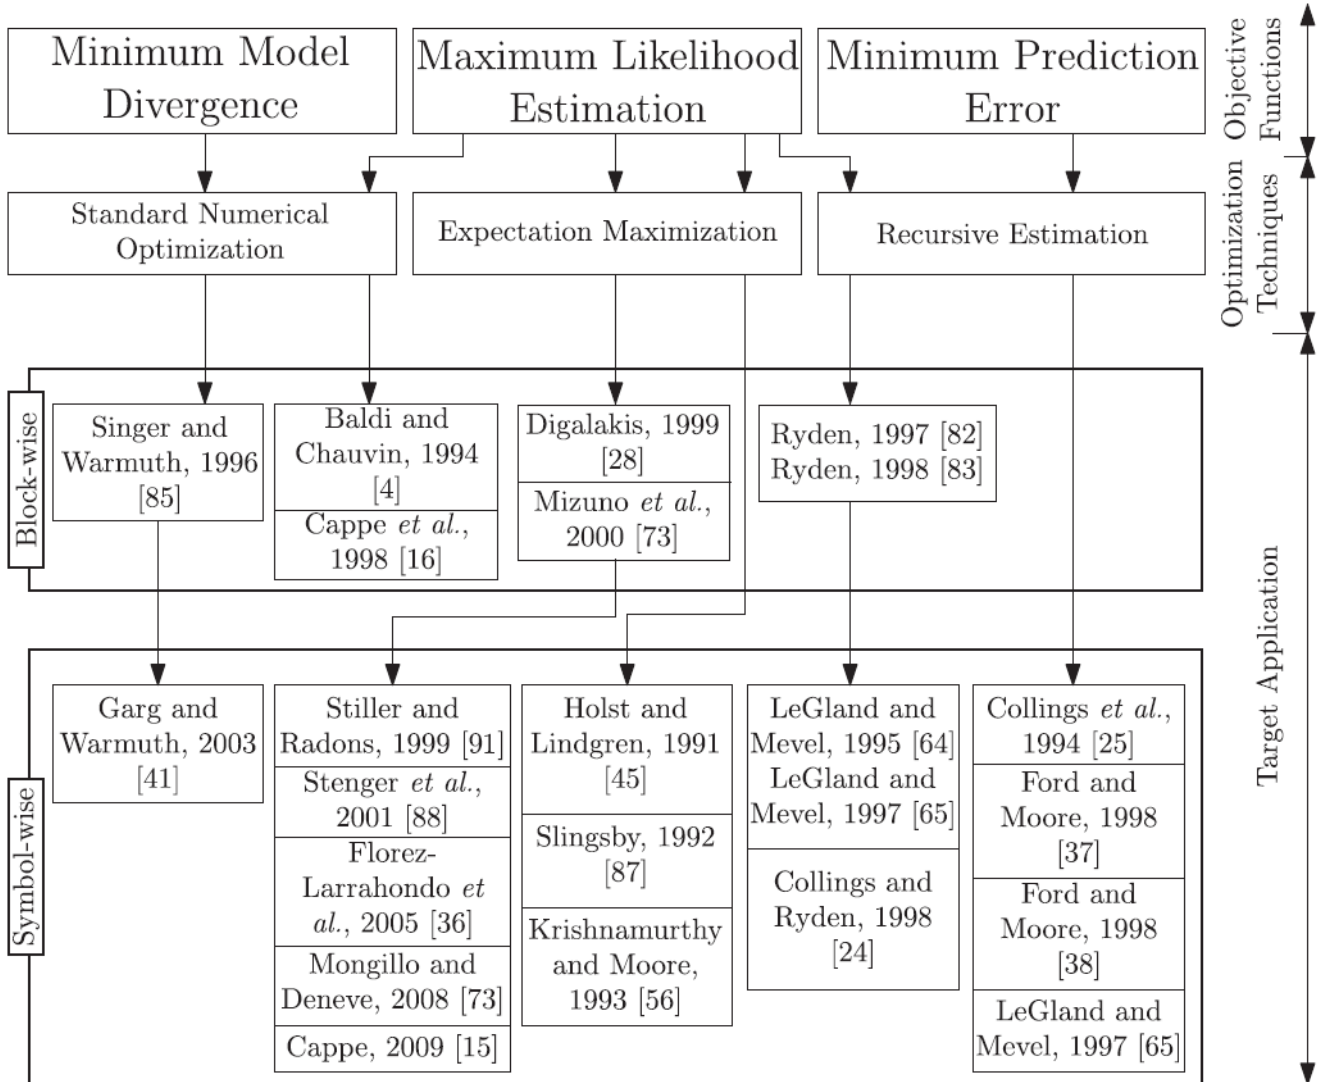 Minimum Model
Divergence
Maximum Likelihood
Estimation
Minimum Prediction
Error
Objective
Functions
Standard Numerical
Optimization
Expectation Maximization
Recursive Estimation
Optimization
Techniques
Block-wise
Singer and
Warmuth, 1996
[85]
Baldi and
Chauvin, 1994
[4]
Cappe et al.,
1998 [16]
Digalakis, 1999
[28]
Mizuno et al.,
2000 [73]
Ryden, 1997 [82]
Ryden, 1998 [83]
Target Application
Symbol-wise
Garg and
Warmuth, 2003
[41]
Stiller and
Radons, 1999 [91]
Stenger et al.,
2001 [88]
Florez-
Larrahondo et
al., 2005 [36]
Mongillo and
Deneve, 2008 [73]
Cappe, 2009 [15]
Holst and
Lindgren, 1991
[45]
Slingsby, 1992
[87]
Krishnamurthy
and Moore,
1993 [56]
LeGland and
Mevel, 1995 [64]
LeGland and
Mevel, 1997 [65]
Collings and
Ryden, 1998
[24]
Collings et al.,
1994 [25]
Ford and
Moore, 1998
[37]
Ford and
Moore, 1998
[38]
LeGland and
Mevel, 1997 [65]